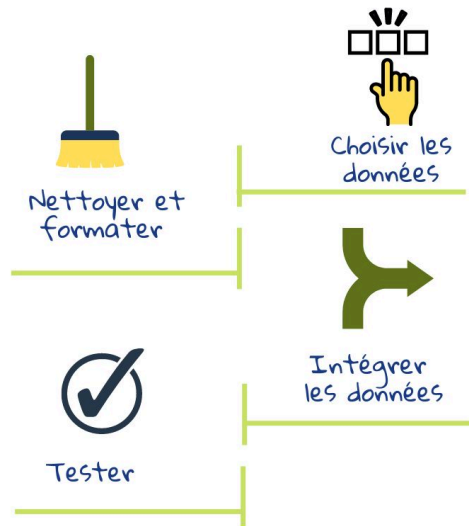 Choisir les
données
Nettoyer et
formater
Intégrer
les données
Tester